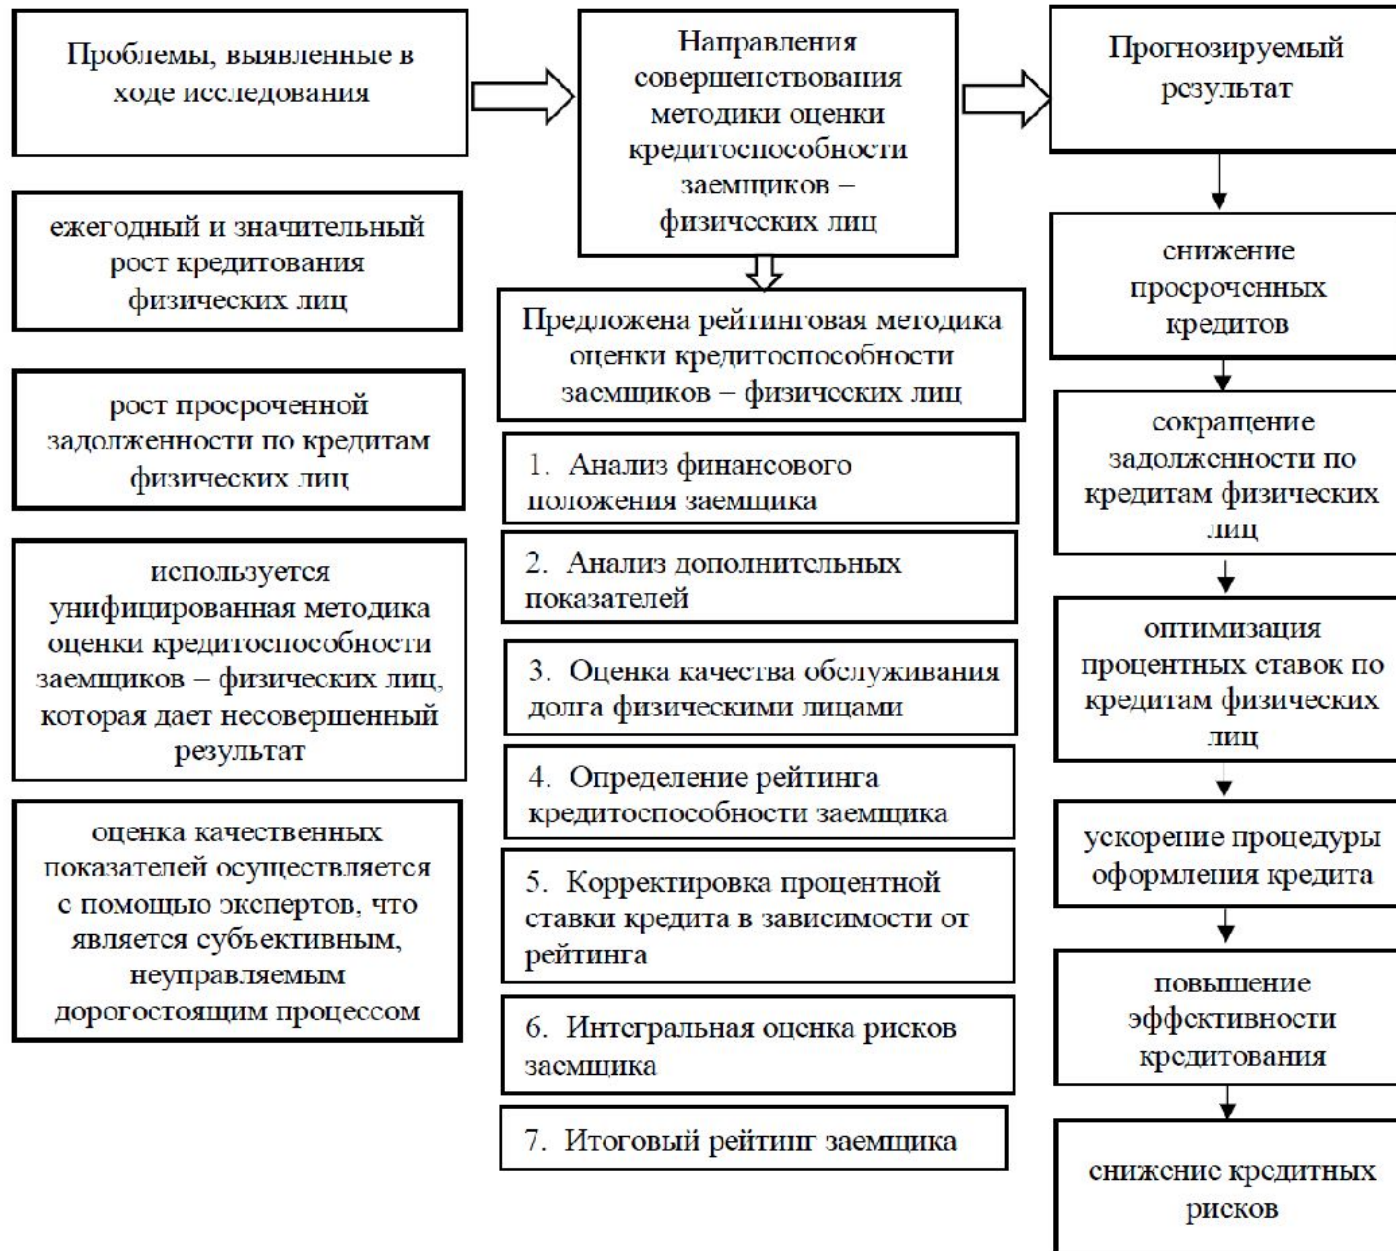 Проблемы, выявленные в
ходе исследования
ежегодный и значительный
рост кредитования
физических лиц
рост просроченной
задолженности по кредитам
физических лиц
используется
унифицированная методика
оценки кредитоспособности
заемщиков – физических лиц,
которая дает несовершенный
результат
оценка качественных
показателей осуществляется
с помощью экспертов, что
является субъективным,
неуправляемым
дорогостоящим процессом
Направления
совершенствования
методики оценки
кредитоспособности
заемщиков –
физических лиц
Предложена рейтинговая методика
оценки кредитоспособности
заемщиков – физических лиц
1. Анализ финансового
положения заемщика
2. Анализ дополнительных
показателей
3. Оценка качества обслуживания
долга физическими лицами
4. Определение рейтинга
кредитоспособности заемщика
5. Корректировка процентной
ставки кредита в зависимости от
рейтинга
6. Интегральная оценка рисков
заемщика
7. Итоговый рейтинг заемщика
Прогнозируемый
результат
снижение
просроченных
кредитов
сокращение
задолженности по
кредитам физических
лиц
оптимизация
процентных ставок по
кредитам физических
лиц
ускорение процедуры
оформления кредита
повышение
эффективности
кредитования
снижение кредитных
рисков